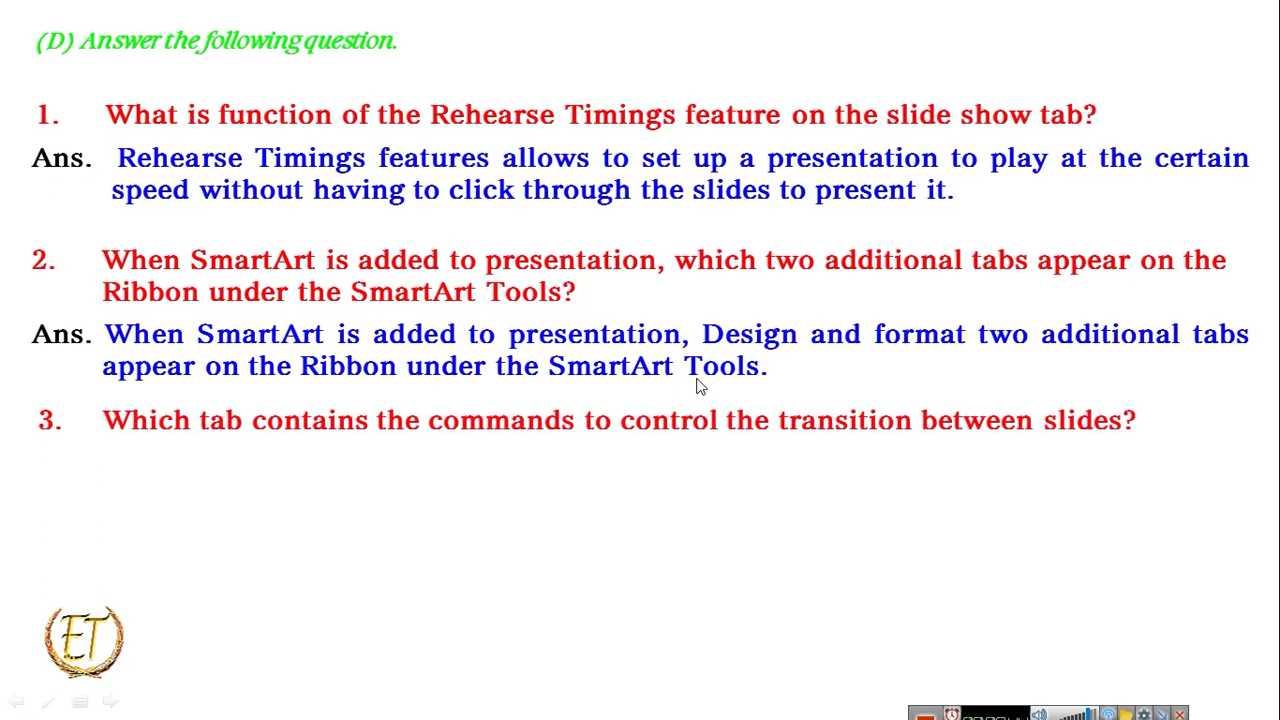 (D) Answer the following question.
1. What is function of the Rehearse Timings feature on the slide show tab?
Ans. Rehearse Timings features allows to set up a presentation to play at the certain
speed without having to click through the slides to present it.
2. When SmartArt is added to presentation, which two additional tabs appear on the
Ribbon under the SmartArt Tools?
Ans. When SmartArt is added to presentation, Design and format two additional tabs
appear on the Ribbon under the SmartArt Tools.
3. Which tab contains the commands to control the transition between slides?
ET